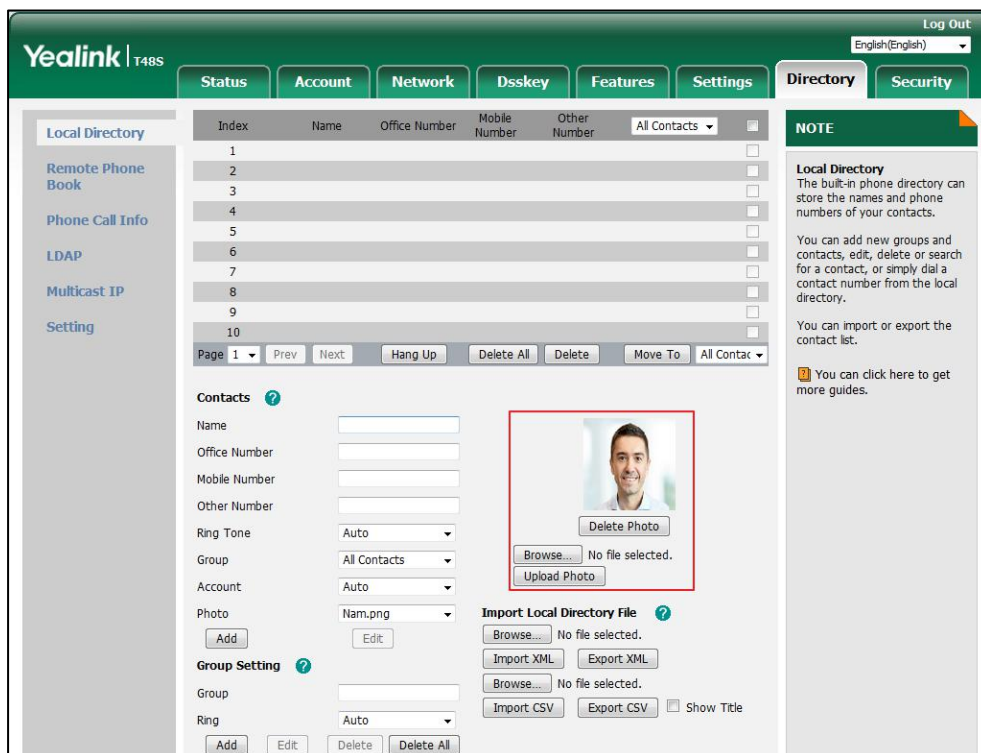 Log Out
Yealink | T48S
English(English)
Status Account Network Dsskey Features Settings Directory Security
Local Directory
Remote Phone
Book
Phone Call Info
LDAP
Multicast IP
Setting
Index Name Office Number Mobile Number Other Number All Contacts
1
2
3
4
5
6
7
8
9
10
Page 1 Prev Next Hang Up Delete All Delete Move To All Contac
Contacts ?
Name
Office Number
Mobile Number
Other Number
Ring Tone Auto
Group All Contacts
Account Auto
Photo Nam.png
Add Edit
Delete Photo
Browse... No file selected.
Upload Photo
Import Local Directory File ?
Browse... No file selected.
Import XML Export XML
Browse... No file selected.
Import CSV Export CSV Show Title
Group Setting ?
Group
Ring Auto
Add Edit Delete Delete All
NOTE
Local Directory
The built-in phone directory can
store the names and phone
numbers of your contacts.
You can add new groups and
contacts, edit, delete or search
for a contact, or simply dial a
contact number from the local
directory.
You can import or export the
contact list.
? You can click here to get
more guides.